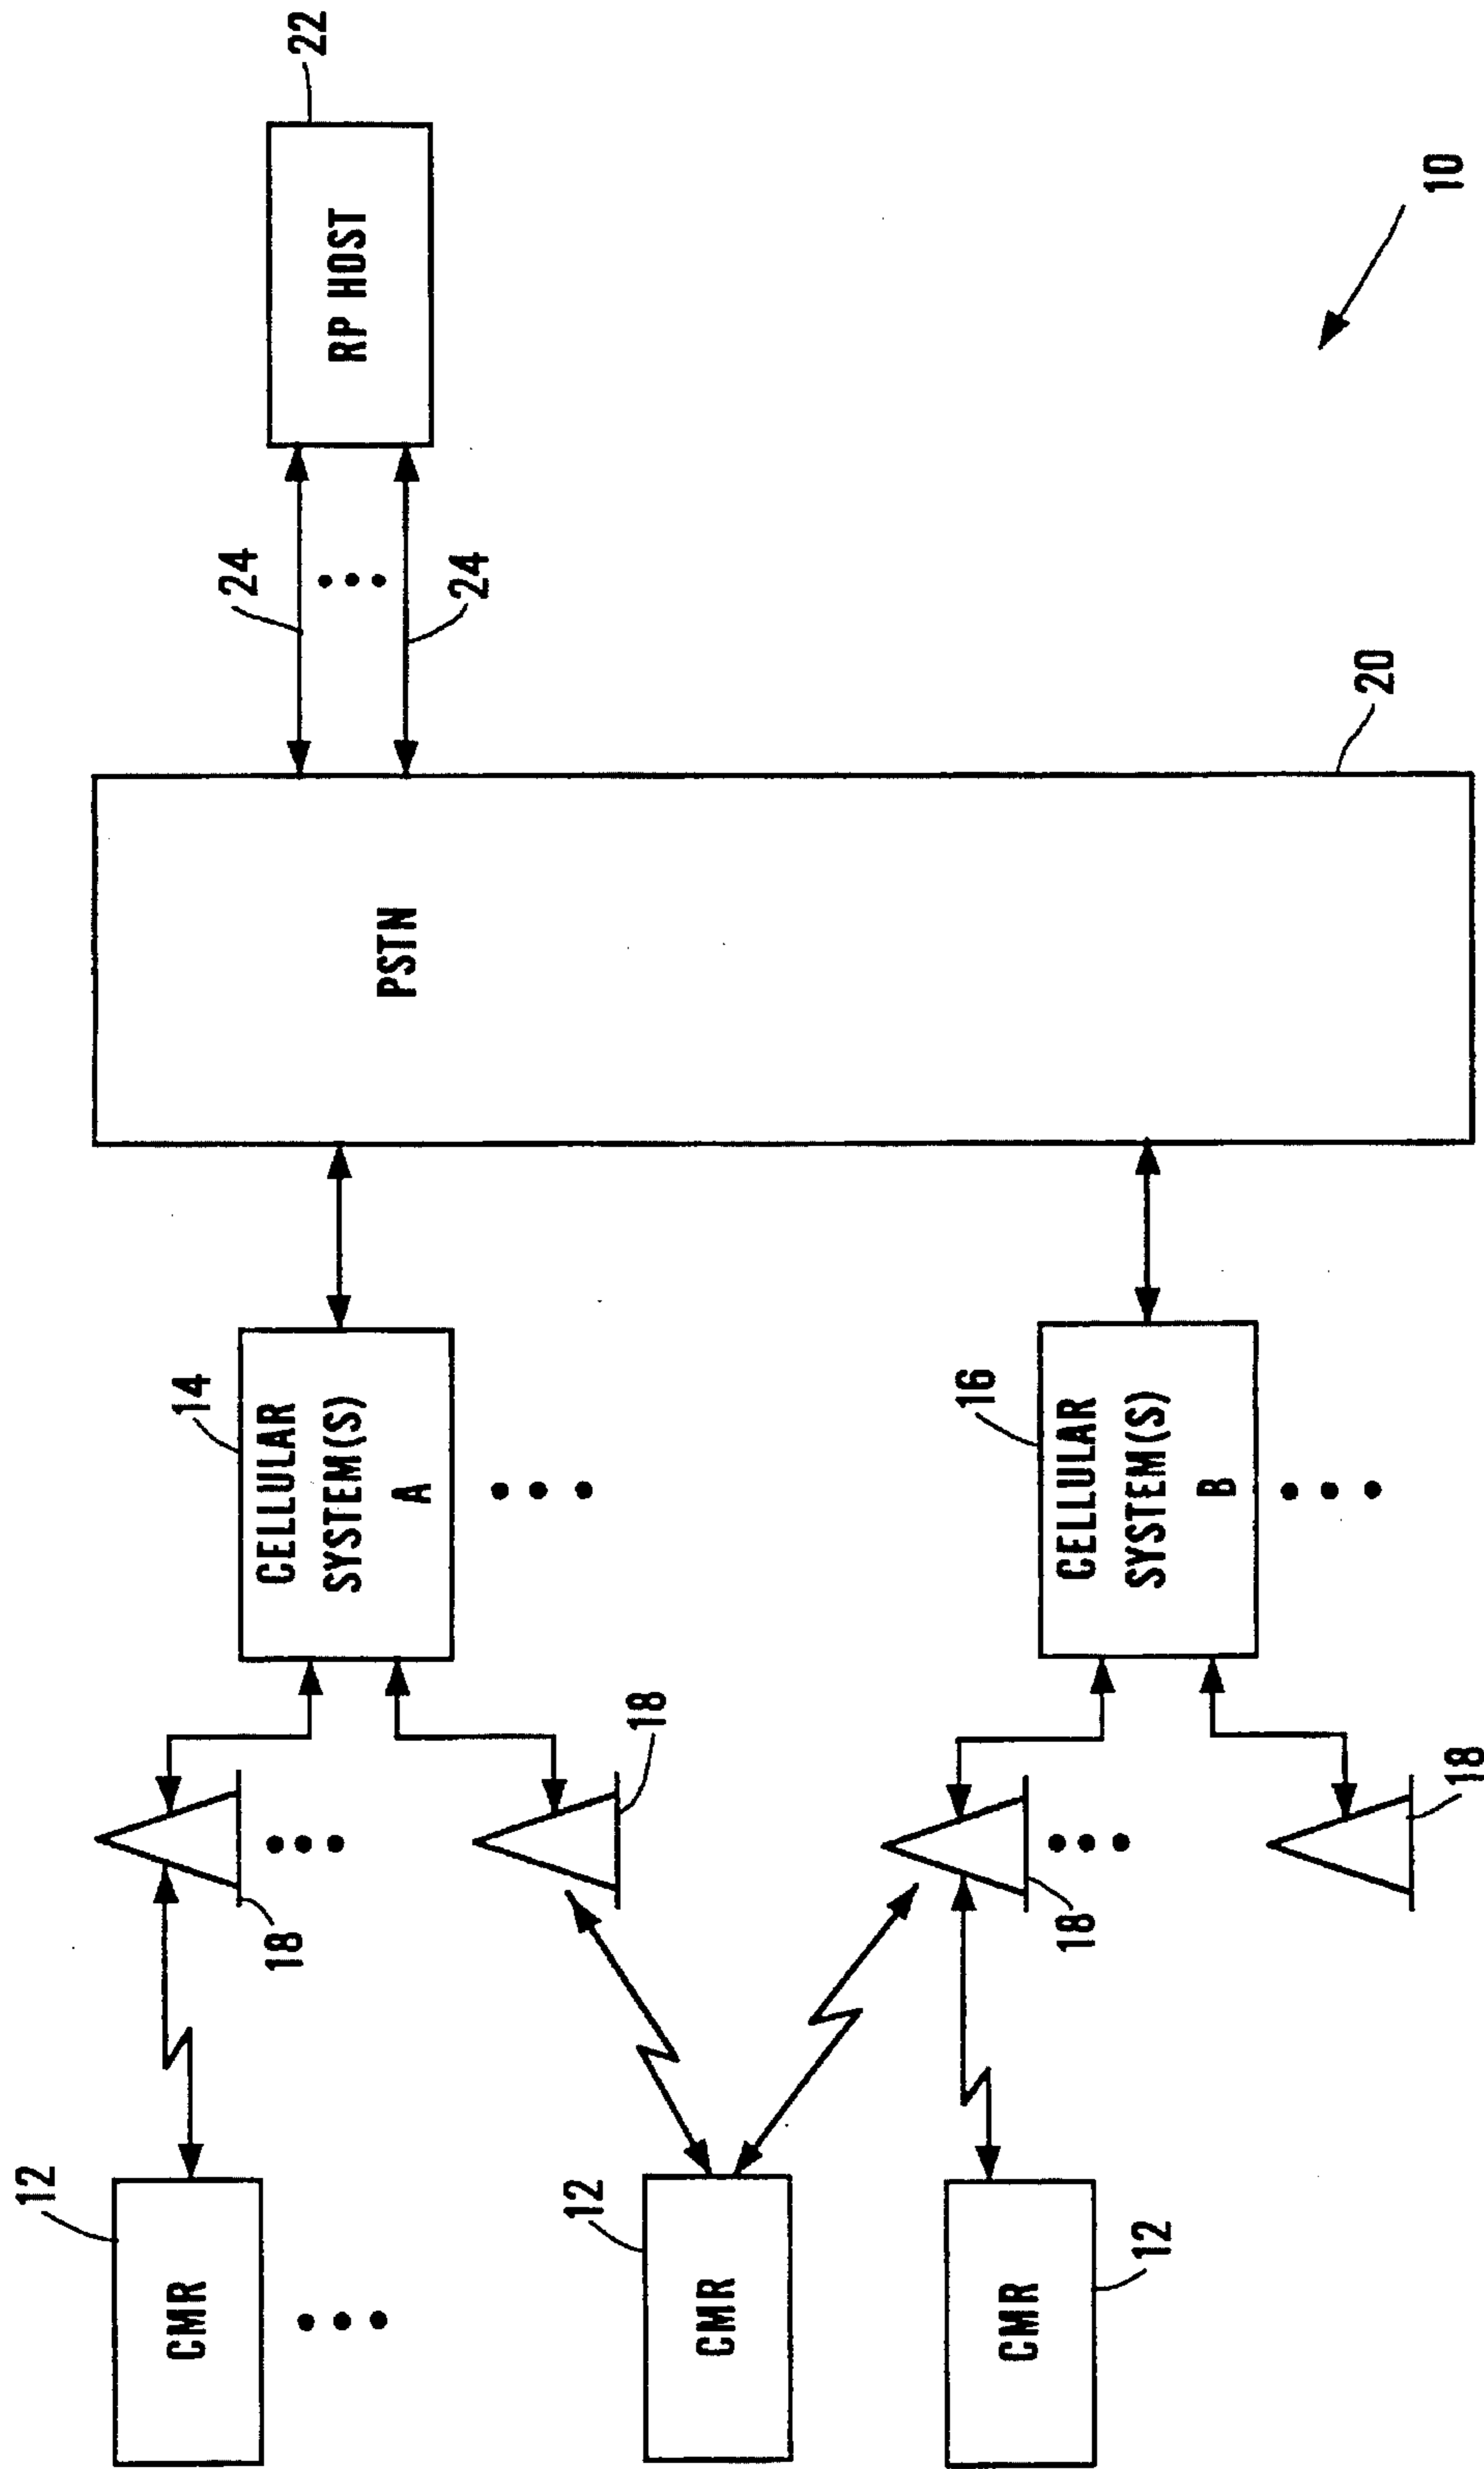 12
CMR
12
CMR
12
CMR
18
18
18
18
14
CELLULAR
SYSTEM(S)
A
16
CELLULAR
SYSTEM(S)
B
PSTN
20
24
24
RP HOST
22
10